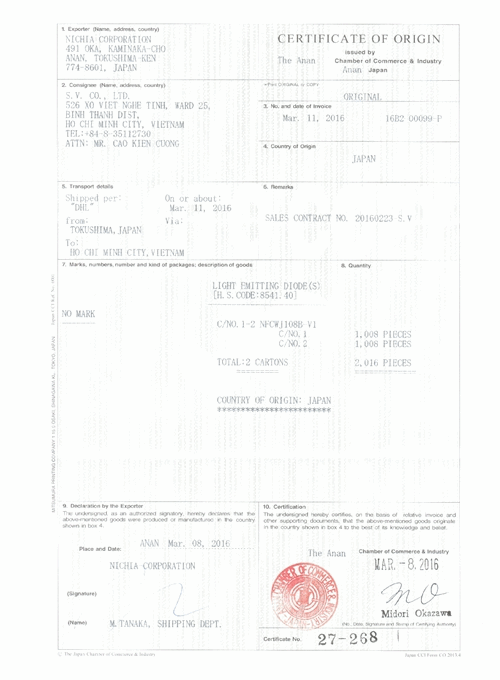 1. Exporter (Name, address, country)
NICHIA CORPORATION
491 OKA, KAMINAKA-CHO
ANAN, TOKUSHIMA-KEN
774-8601, JAPAN
CERTIFICATE OF ORIGIN
issued by
The Anan Chamber of Commerce & Industry
Anan Japan
2. Consignee (Name, address, country)
S.V. CO., LTD.
526 XO VIET NGHE TINH, WARD 25,
BINH THANH DIST,
HO CHI MINH CITY, VIETNAM
TEL:+84-8-35112730
ATTN: MR. CAO KIEN CUONG
ORIGINAL
3. No. and date of Invoice
Mar. 11, 2016 16B2 00099-P
4. Country of Origin
JAPAN
5. Transport details
Shipped per: On or about:
"DHL" Mar. 11, 2016
from: Via:
TOKUSHIMA, JAPAN
To:
HO CHI MINH CITY, VIETNAM
6. Remarks
SALES CONTRACT NO. 20160223 S.V
7. Marks, numbers, number and kind of packages; description of goods
8. Quantity
LIGHT EMITTING DIODE(S)
[H.S.CODE:8541.40]
NO MARK
C/NO. 1-2 NFCWJ108B-V1
C/NO. 1 1,008 PIECES
C/NO. 2 1,008 PIECES
TOTAL: 2 CARTONS 2,016 PIECES
COUNTRY OF ORIGIN: JAPAN
************************
9. Declaration by the Exporter
The undersigned, as an authorized signatory, hereby declares that the
above-mentioned goods were produced or manufactured in the country
shown in box 4.
ANAN Mar. 08, 2016
Place and Date:
NICHIA CORPORATION
(Signature)
(Name) M. TANAKA, SHIPPING DEPT.
10. Certification
The undersigned hereby certifies, on the basis of relative invoice and
other supporting documents, that the above-mentioned goods originate
in the country shown in box 4 to the best of its knowledge and belief.
The Anan Chamber of Commerce & Industry
MAR.-8.2016
Midori Okazawa
(No., Date, Signature and Stamp of Certifying Authority)
Certificate No. 27-268
© The Japan Chamber of Commerce & Industry